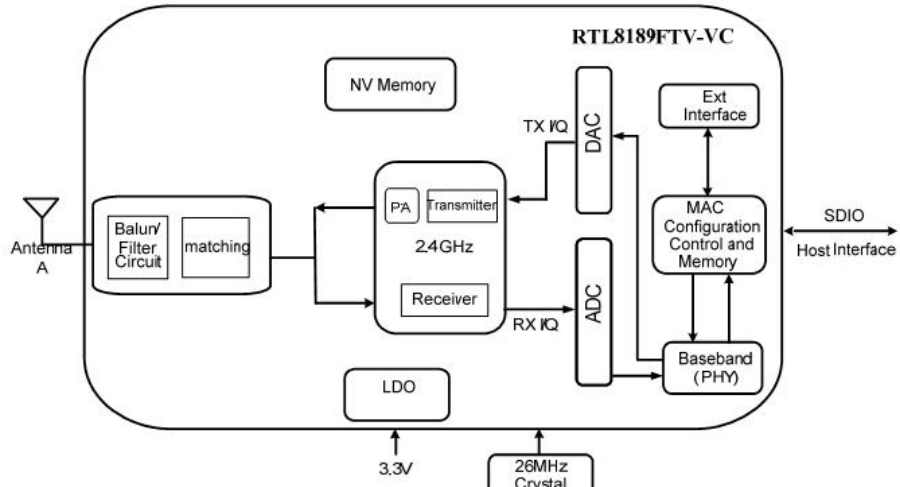 RTL8189FTV-VC
NV Memory
Ext
Interface
TX I/Q
DAC
PA
Transmitter
2.4GHz
Receiver
MAC
Configuration
Control and
Memory
SDIO
Host Interface
Antenna
A
Balun/
Filter
Circuit
matching
RX I/Q
ADC
Baseband
(PHY)
LDO
3.3V
26MHz
Crystal